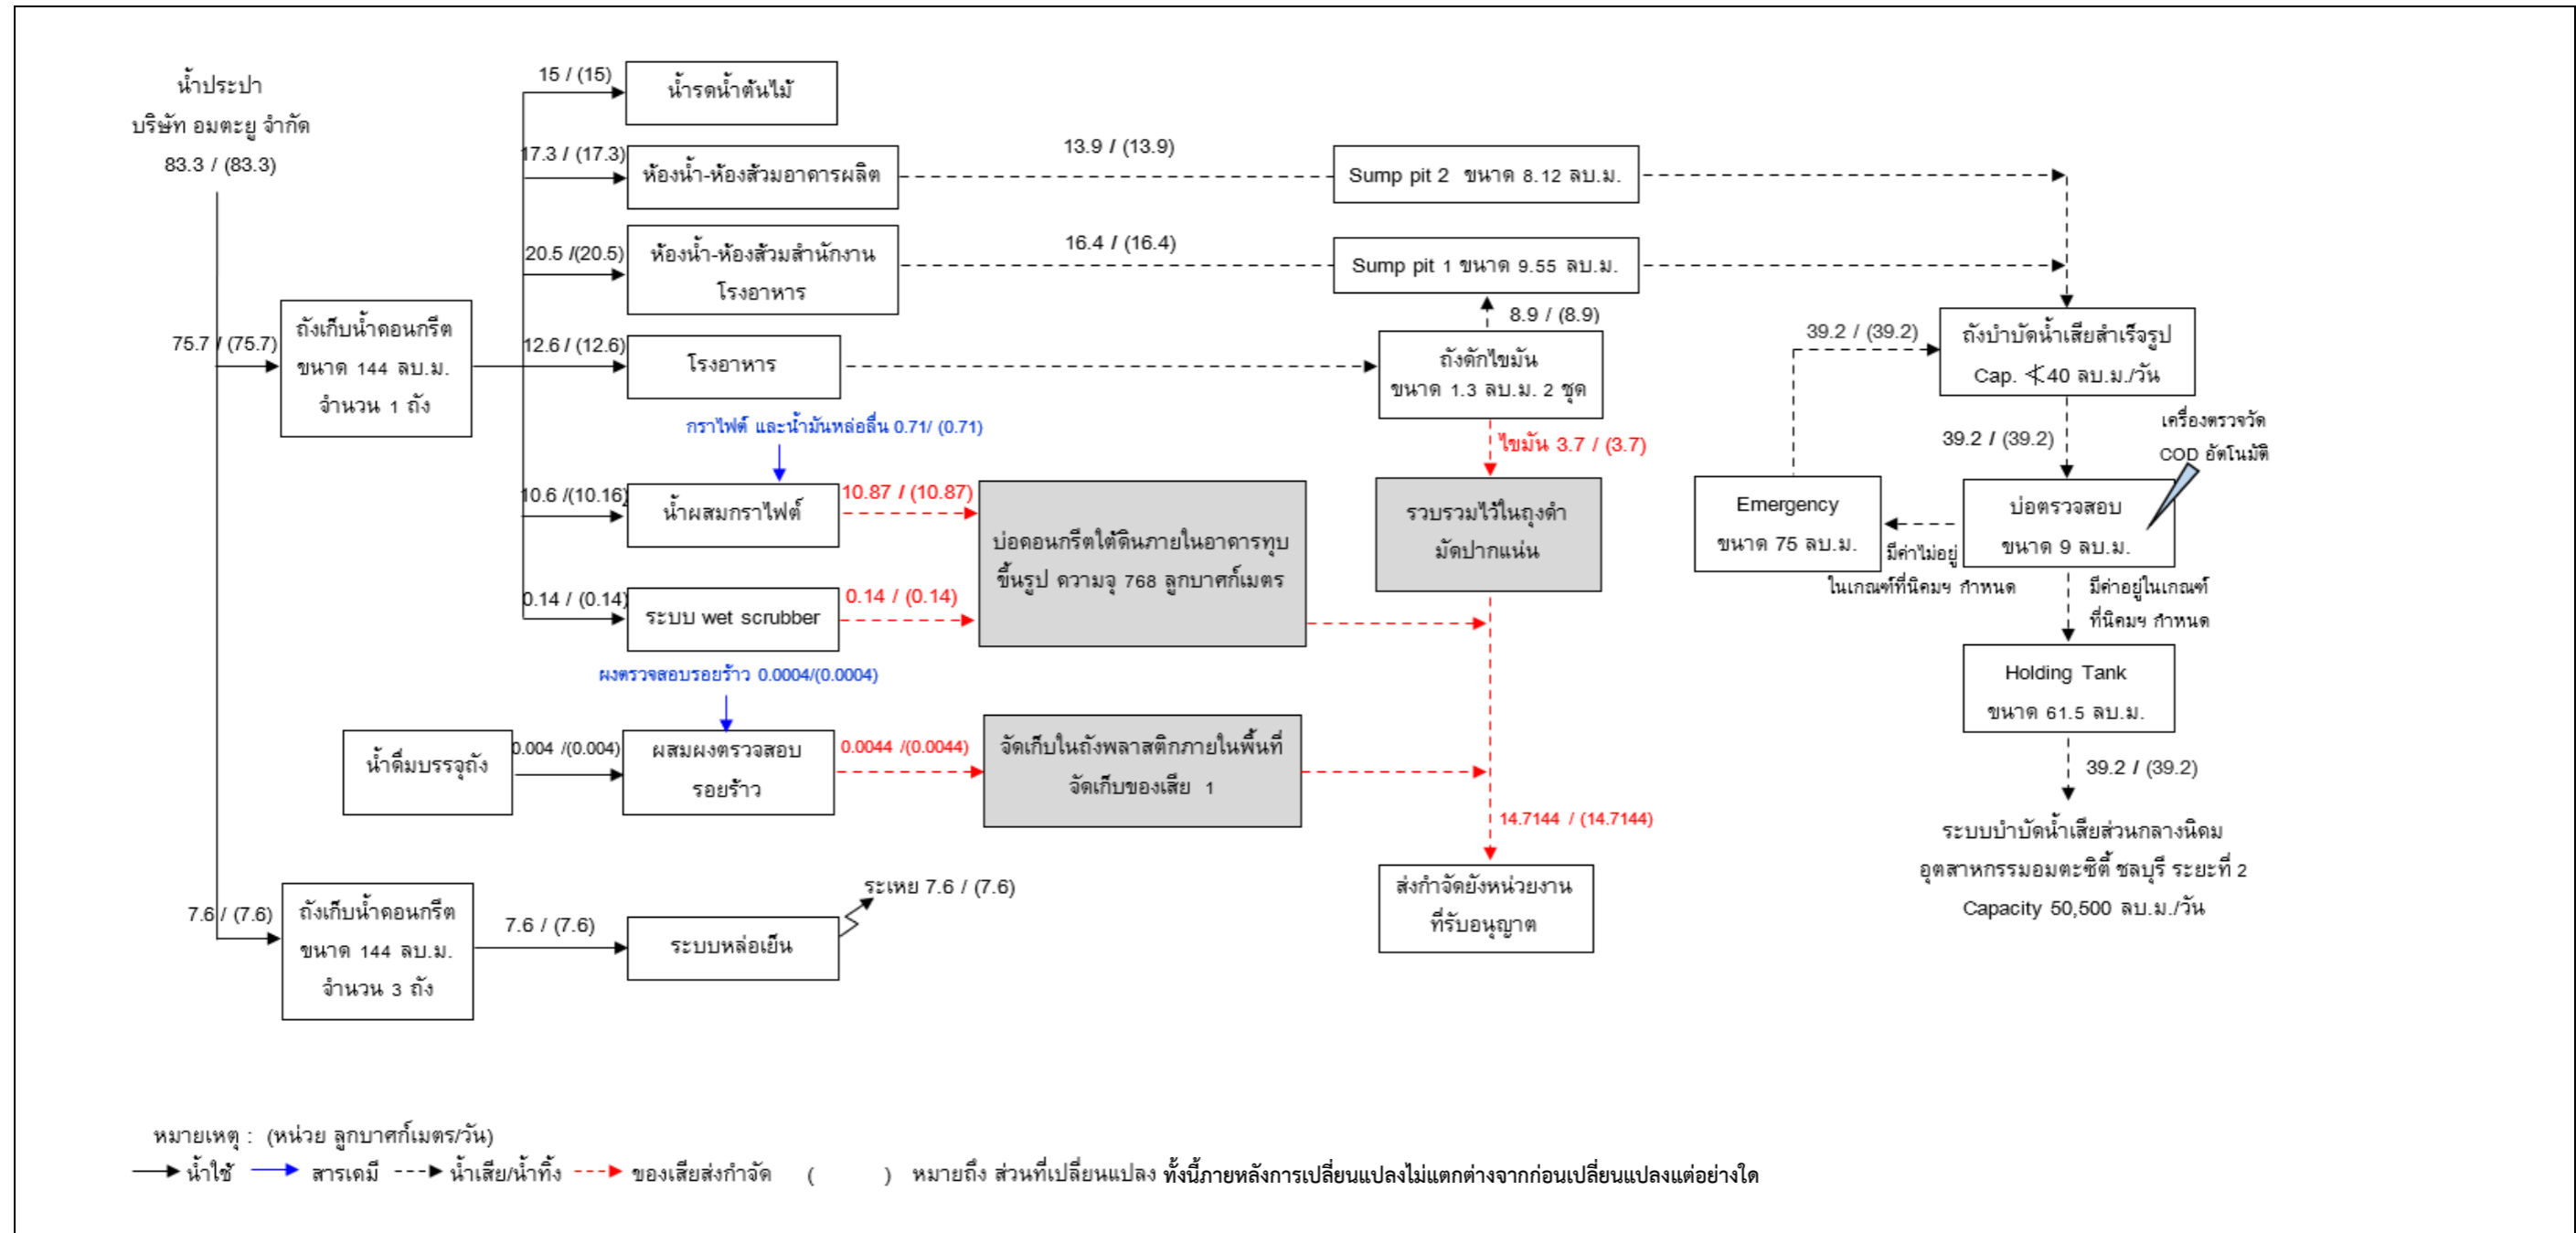 น้ำประปา
บริษัท อมตะยู จำกัด
83.3 / (83.3)
75.7 / (75.7)
ถังเก็บน้ำคอนกรีต
ขนาด 144 ลบ.ม.
จำนวน 1 ถัง
15 / (15)
น้ำรดน้ำต้นไม้
17.3 / (17.3)
ห้องน้ำ-ห้องส้วมอาคารผลิต
13.9 / (13.9)
Sump pit 2 ขนาด 8.12 ลบ.ม.
20.5 /(20.5)
ห้องน้ำ-ห้องส้วมสำนักงาน
โรงอาหาร
16.4 / (16.4)
Sump pit 1 ขนาด 9.55 ลบ.ม.
8.9 / (8.9)
12.6 / (12.6)
โรงอาหาร
ถังดักไขมัน
ขนาด 1.3 ลบ.ม. 2 ชุด
ไขมัน 3.7 / (3.7)
กราไฟต์ และน้ำมันหล่อลื่น 0.71/ (0.71)
10.6 /(10.16)
น้ำผสมกราไฟต์
10.87 / (10.87)
บ่อคอนกรีตใต้ดินภายในอาคารทุบ
ขึ้นรูป ความจุ 768 ลูกบาศก์เมตร
รวบรวมไว้ในถุงดำ
มัดปากแน่น
0.14 / (0.14)
ระบบ wet scrubber
0.14 / (0.14)
ผงตรวจสอบรอยร้าว 0.0004/(0.0004)
น้ำดื่มบรรจุถัง
0.004 /(0.004)
ผสมผงตรวจสอบ
รอยร้าว
0.0044 /(0.0044)
จัดเก็บในถังพลาสติกภายในพื้นที่
จัดเก็บของเสีย 1
14.7144 / (14.7144)
ส่งกำจัดยังหน่วยงาน
ที่รับอนุญาต
7.6 / (7.6)
ถังเก็บน้ำคอนกรีต
ขนาด 144 ลบ.ม.
จำนวน 3 ถัง
7.6 / (7.6)
ระบบหล่อเย็น
ระเหย 7.6 / (7.6)
39.2 / (39.2)
ถังบำบัดน้ำเสียสำเร็จรูป
Cap. ≮40 ลบ.ม./วัน
39.2 / (39.2)
เครื่องตรวจวัด
COD อัตโนมัติ
Emergency
ขนาด 75 ลบ.ม.
บ่อตรวจสอบ
ขนาด 9 ลบ.ม.
มีค่าไม่อยู่
ในเกณฑ์ที่นิคมฯ กำหนด
มีค่าอยู่ในเกณฑ์
ที่นิคมฯ กำหนด
Holding Tank
ขนาด 61.5 ลบ.ม.
39.2 / (39.2)
ระบบบำบัดน้ำเสียส่วนกลางนิคม
อุตสาหกรรมอมตะซิตี้ ชลบุรี ระยะที่ 2
Capacity 50,500 ลบ.ม./วัน
หมายเหตุ : (หน่วย ลูกบาศก์เมตร/วัน)
น้ำใช้ สารเคมี น้ำเสีย/น้ำทิ้ง ของเสียส่งกำจัด ( ) หมายถึง ส่วนที่เปลี่ยนแปลง ทั้งนี้ภายหลังการเปลี่ยนแปลงไม่แตกต่างจากก่อนเปลี่ยนแปลงแต่อย่างใด